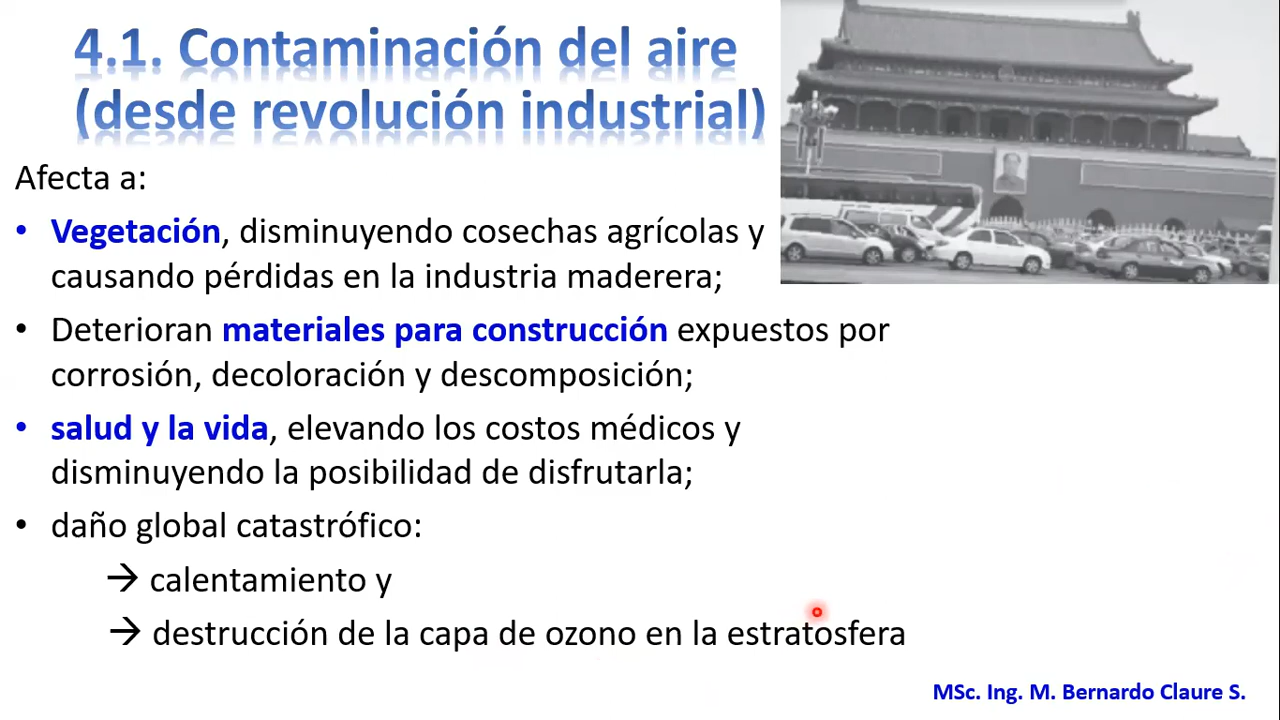 4.1. Contaminación del aire
(desde revolución industrial)
Afecta a:
• Vegetación, disminuyendo cosechas agrícolas y
causando pérdidas en la industria maderera;
• Deterioran materiales para construcción expuestos por
corrosión, decoloración y descomposición;
• salud y la vida, elevando los costos médicos y
disminuyendo la posibilidad de disfrutarla;
• daño global catastrófico:
→ calentamiento y
→ destrucción de la capa de ozono en la estratosfera
MSc. Ing. M. Bernardo Claure S.